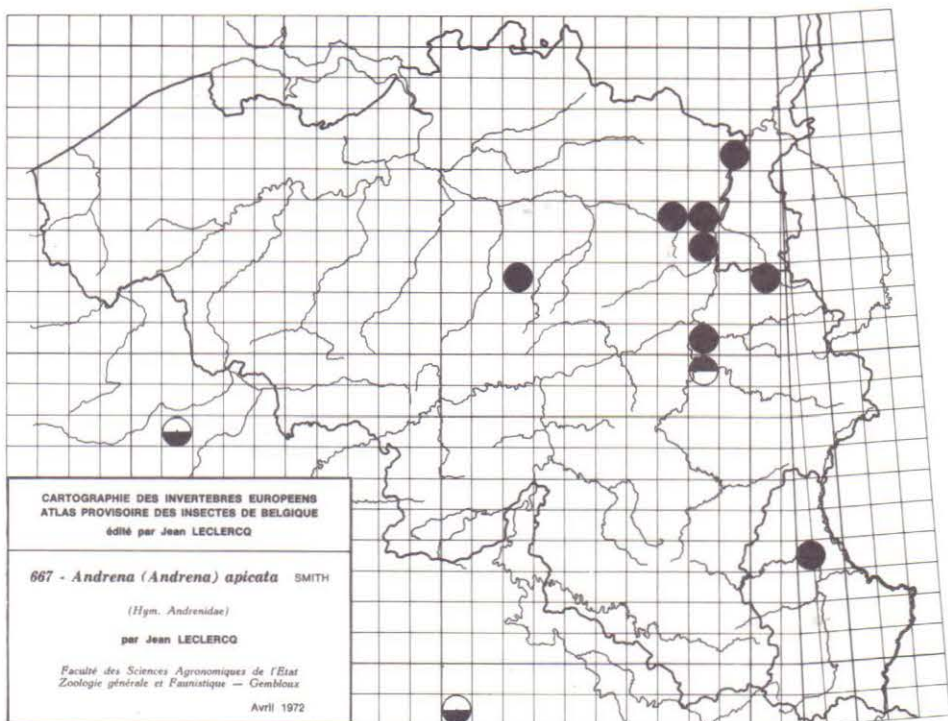 CARTOGRAPHIE DES INVERTEBRES EUROPEENS
ATLAS PROVISOIRE DES INSECTES DE BELGIQUE
édité par Jean LECLERCQ
667 - Andrena (Andrena) apicata SMITH
(Hym. Andrenidae)
par Jean LECLERCQ
Faculté des Sciences Agronomiques de l'Etat
Zoologie générale et Faunistique — Gembloux
Avril 1972